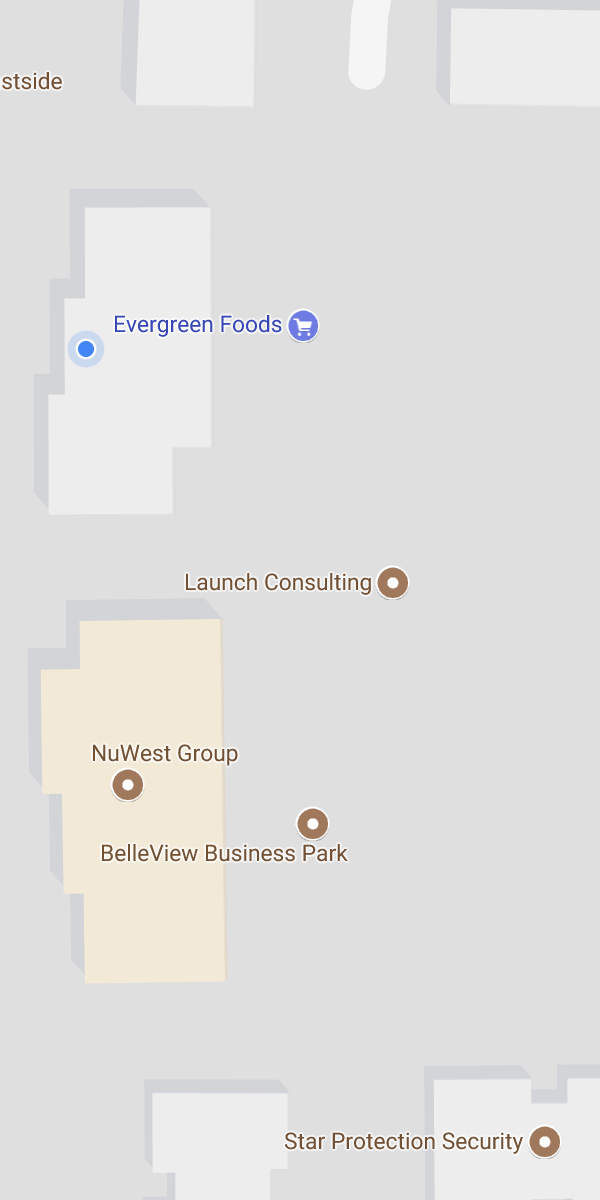 stside
Evergreen Foods
Launch Consulting
NuWest Group
BelleView Business Park
Star Protection Security